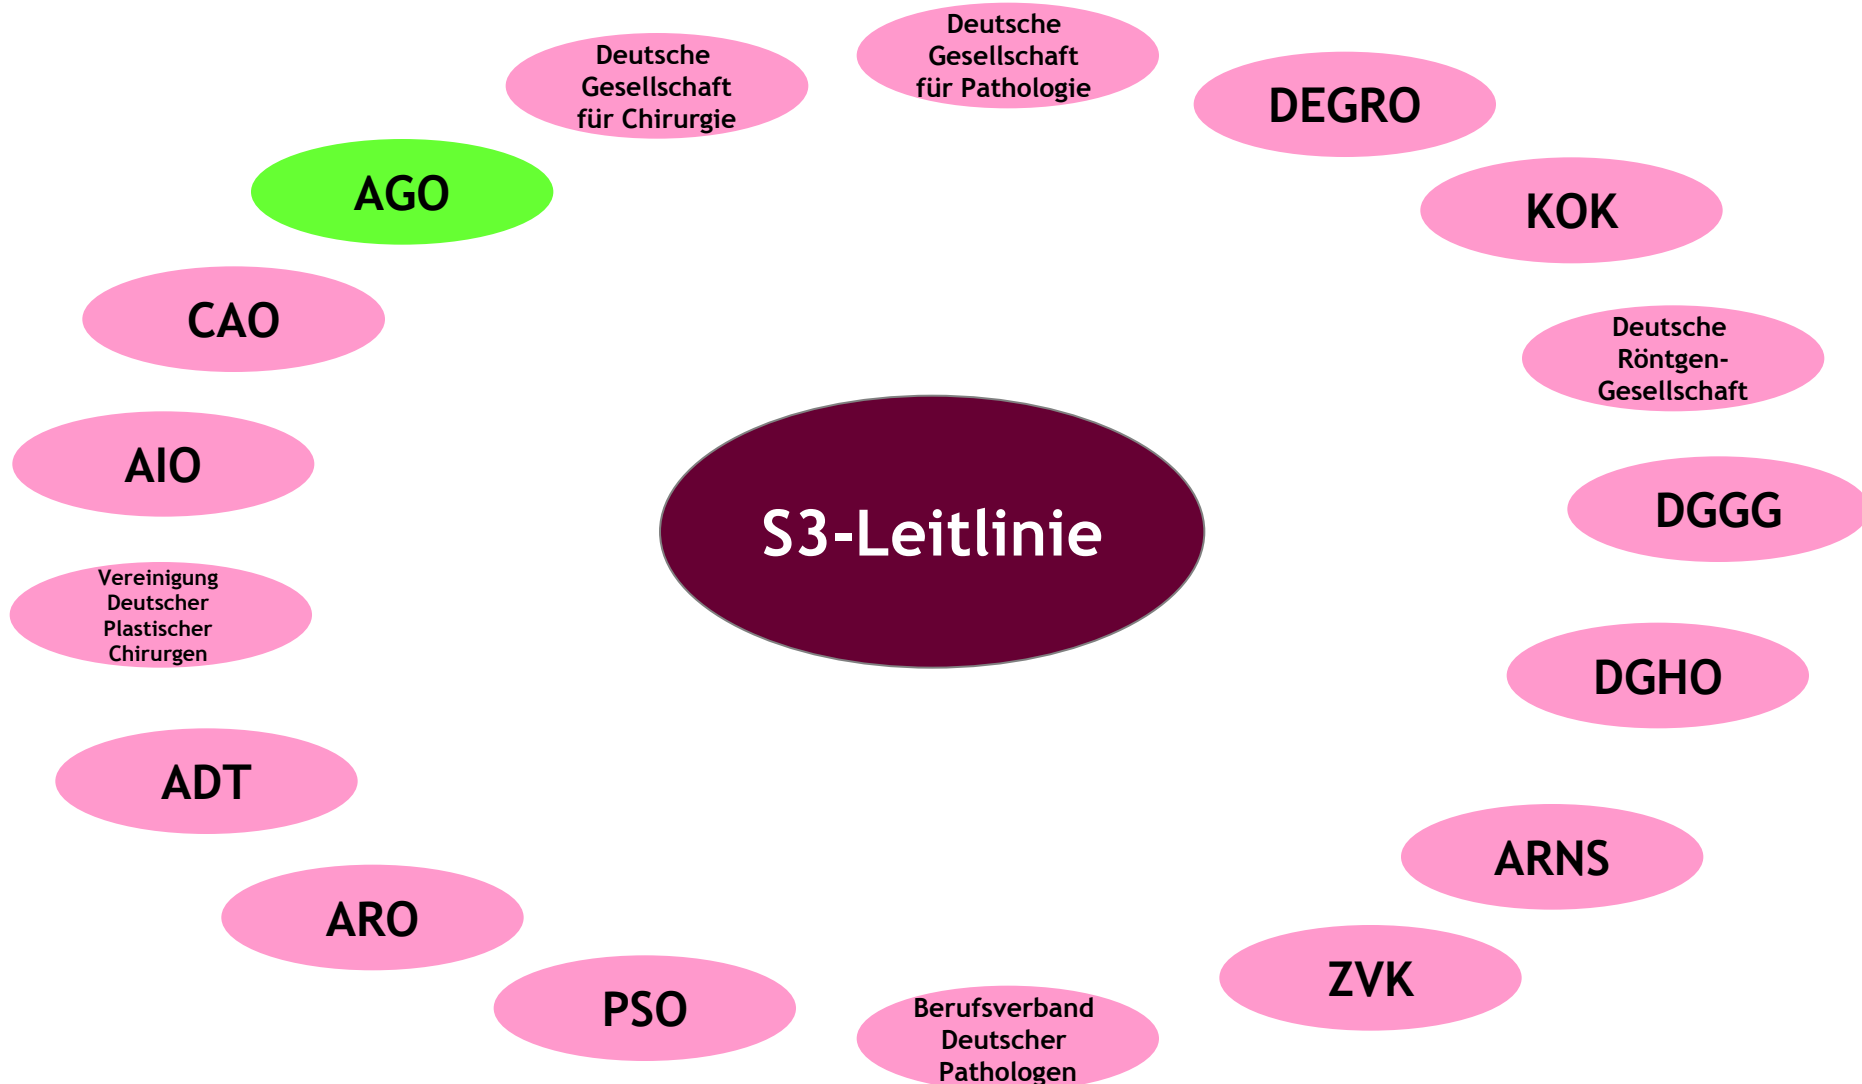 Deutsche
Gesellschaft
für Pathologie
Deutsche
Gesellschaft
für Chirurgie
DEGRO
AGO
KOK
CAO
Deutsche
Röntgen-
Gesellschaft
AIO
DGGG
S3-Leitlinie
Vereinigung
Deutscher
Plastischer
Chirurgen
DGHO
ADT
ARNS
ARO
ZVK
PSO
Berufsverband
Deutscher
Pathologen